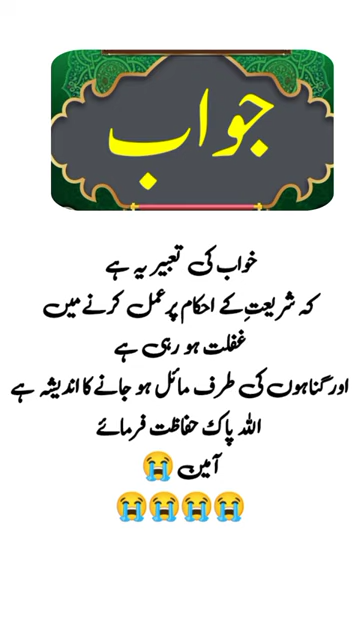 جواب
خواب کی تعبیر یہ ہے
کہ شریعتِ کے احکام پر عمل کرنے میں
غفلت ہو رہی ہے
اور گناہوں کی طرف مائل ہو جانے کا اندیشہ ہے
اللہ پاک حفاظت فرمائے
آمین 😭
😭😭😭😭